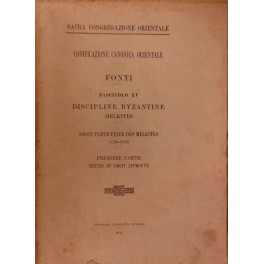 SACRA CONGREGAZIONE ORIENTALE
CODIFICAZIONE CANONICA ORIENTALE
FONTI
FASCICOLO XV
DISCIPLINE BYZANTINE
MELKITES
DROIT PARTICULIER DES MELKITES
PREMIÈRE PARTIE
TEXTES DU DROIT APPROUVÉ